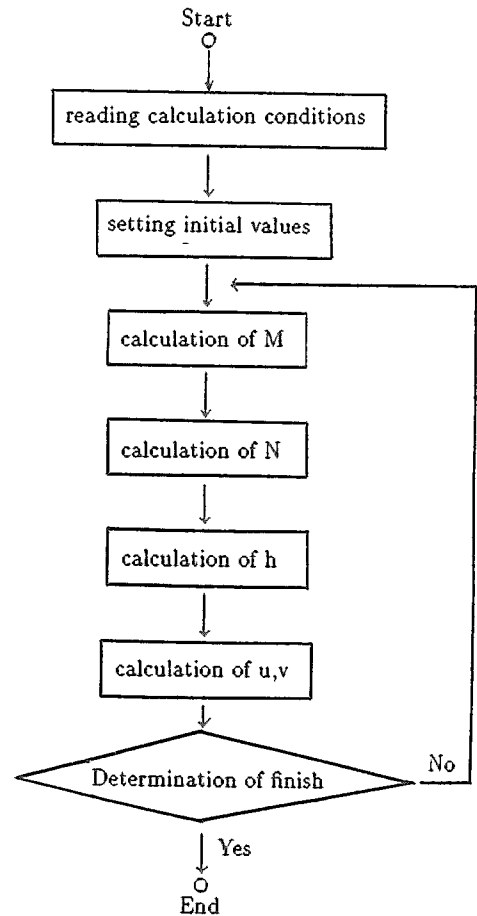 Start
reading calculation conditions
setting initial values
calculation of M
calculation of N
calculation of h
calculation of u,v
Determination of finish
No
Yes
End